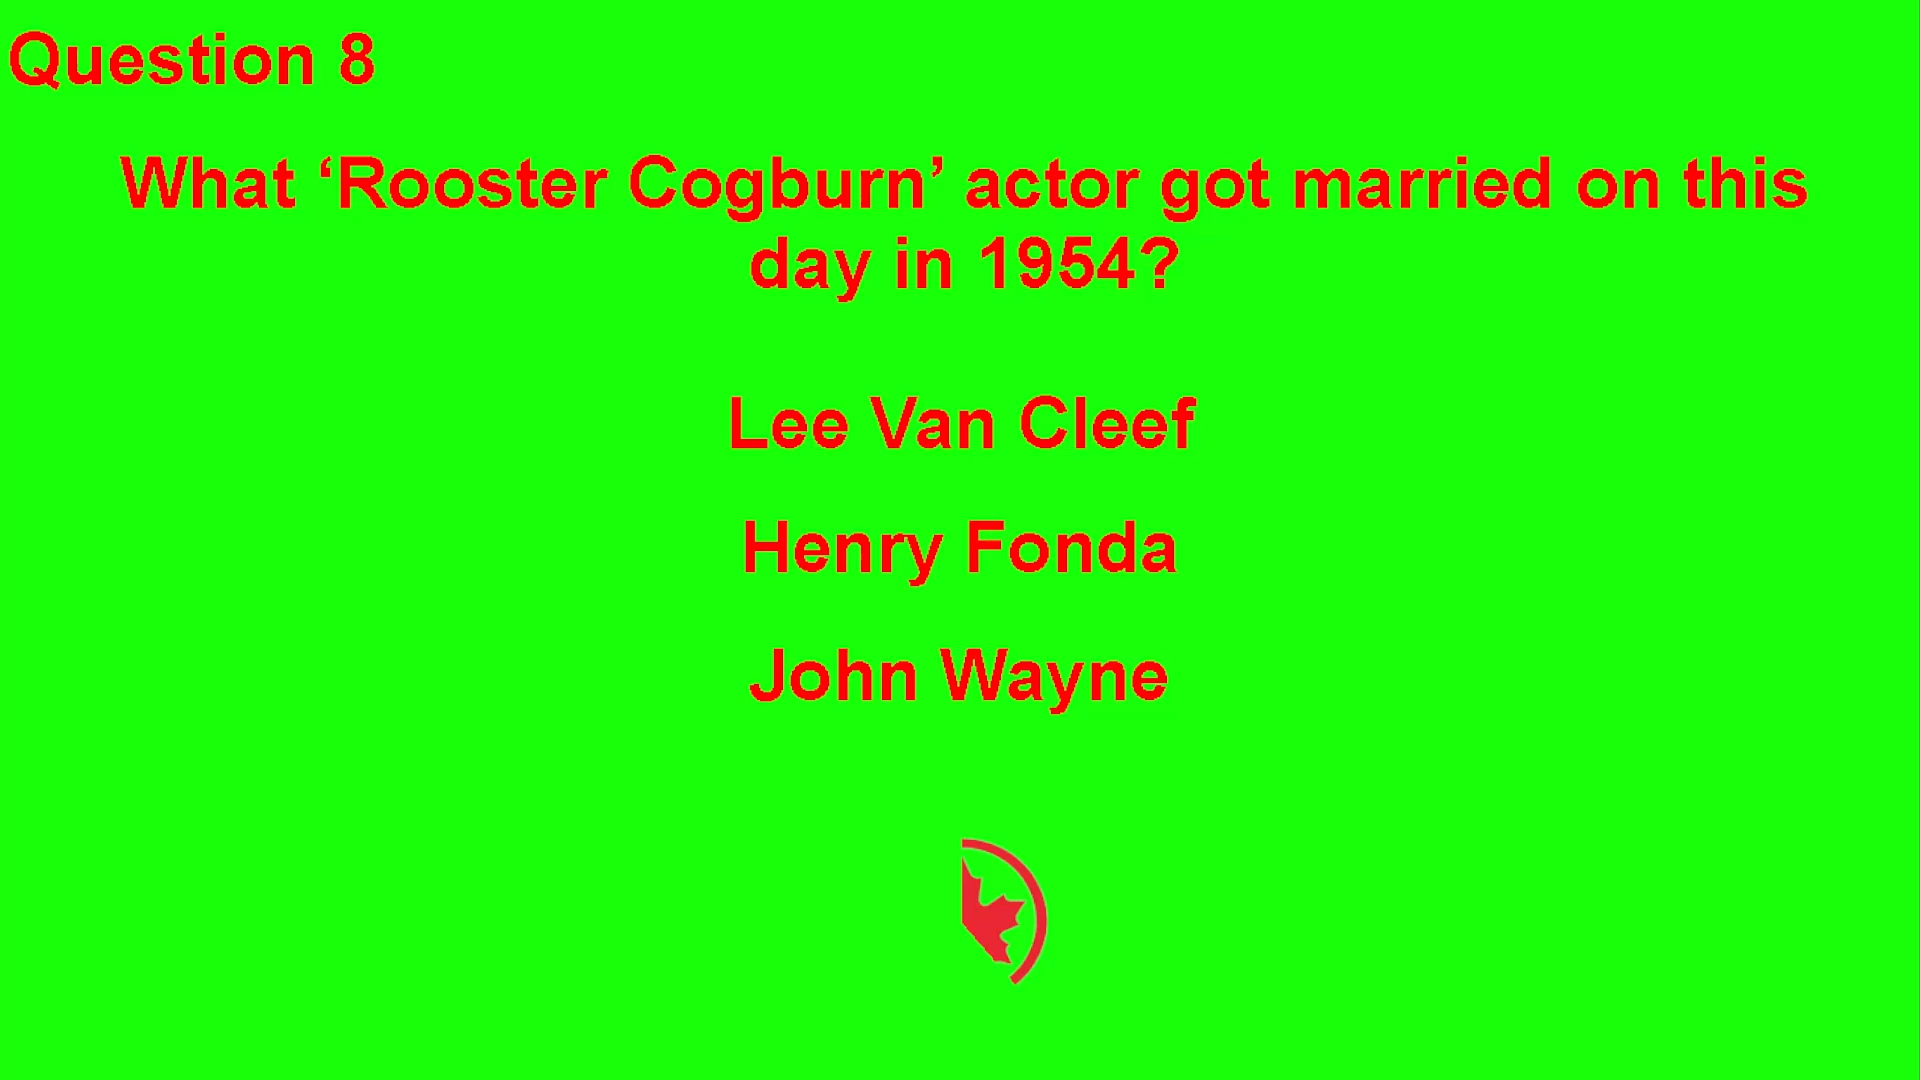 Question 8
What ‘Rooster Cogburn’ actor got married on this
day in 1954?
Lee Van Cleef
Henry Fonda
John Wayne